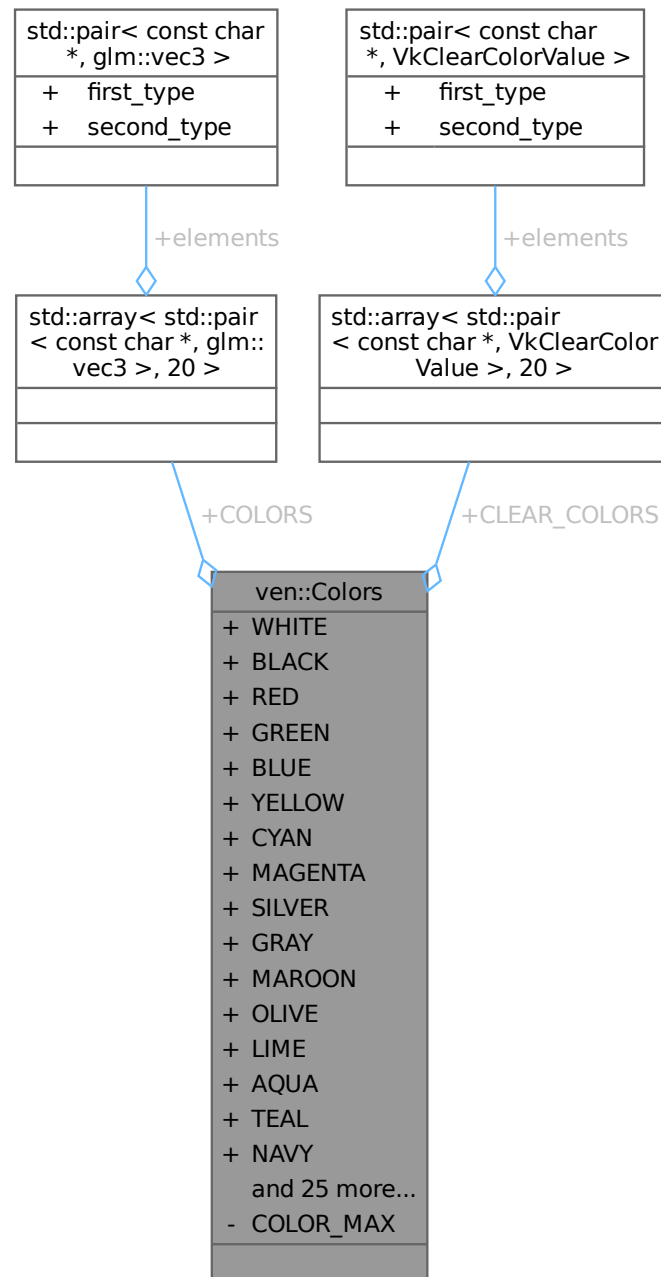 std::pair< const char
*, glm::vec3 >
+ first_type
+ second_type
std::pair< const char
*, VkClearColorValue >
+ first_type
+ second_type
+elements
+elements
std::array< std::pair
< const char *, glm::
vec3 >, 20 >
std::array< std::pair
< const char *, VkClearColor
Value >, 20 >
+COLORS
+CLEAR_COLORS
ven::Colors
+ WHITE
+ BLACK
+ RED
+ GREEN
+ BLUE
+ YELLOW
+ CYAN
+ MAGENTA
+ SILVER
+ GRAY
+ MAROON
+ OLIVE
+ LIME
+ AQUA
+ TEAL
+ NAVY
and 25 more...
- COLOR_MAX